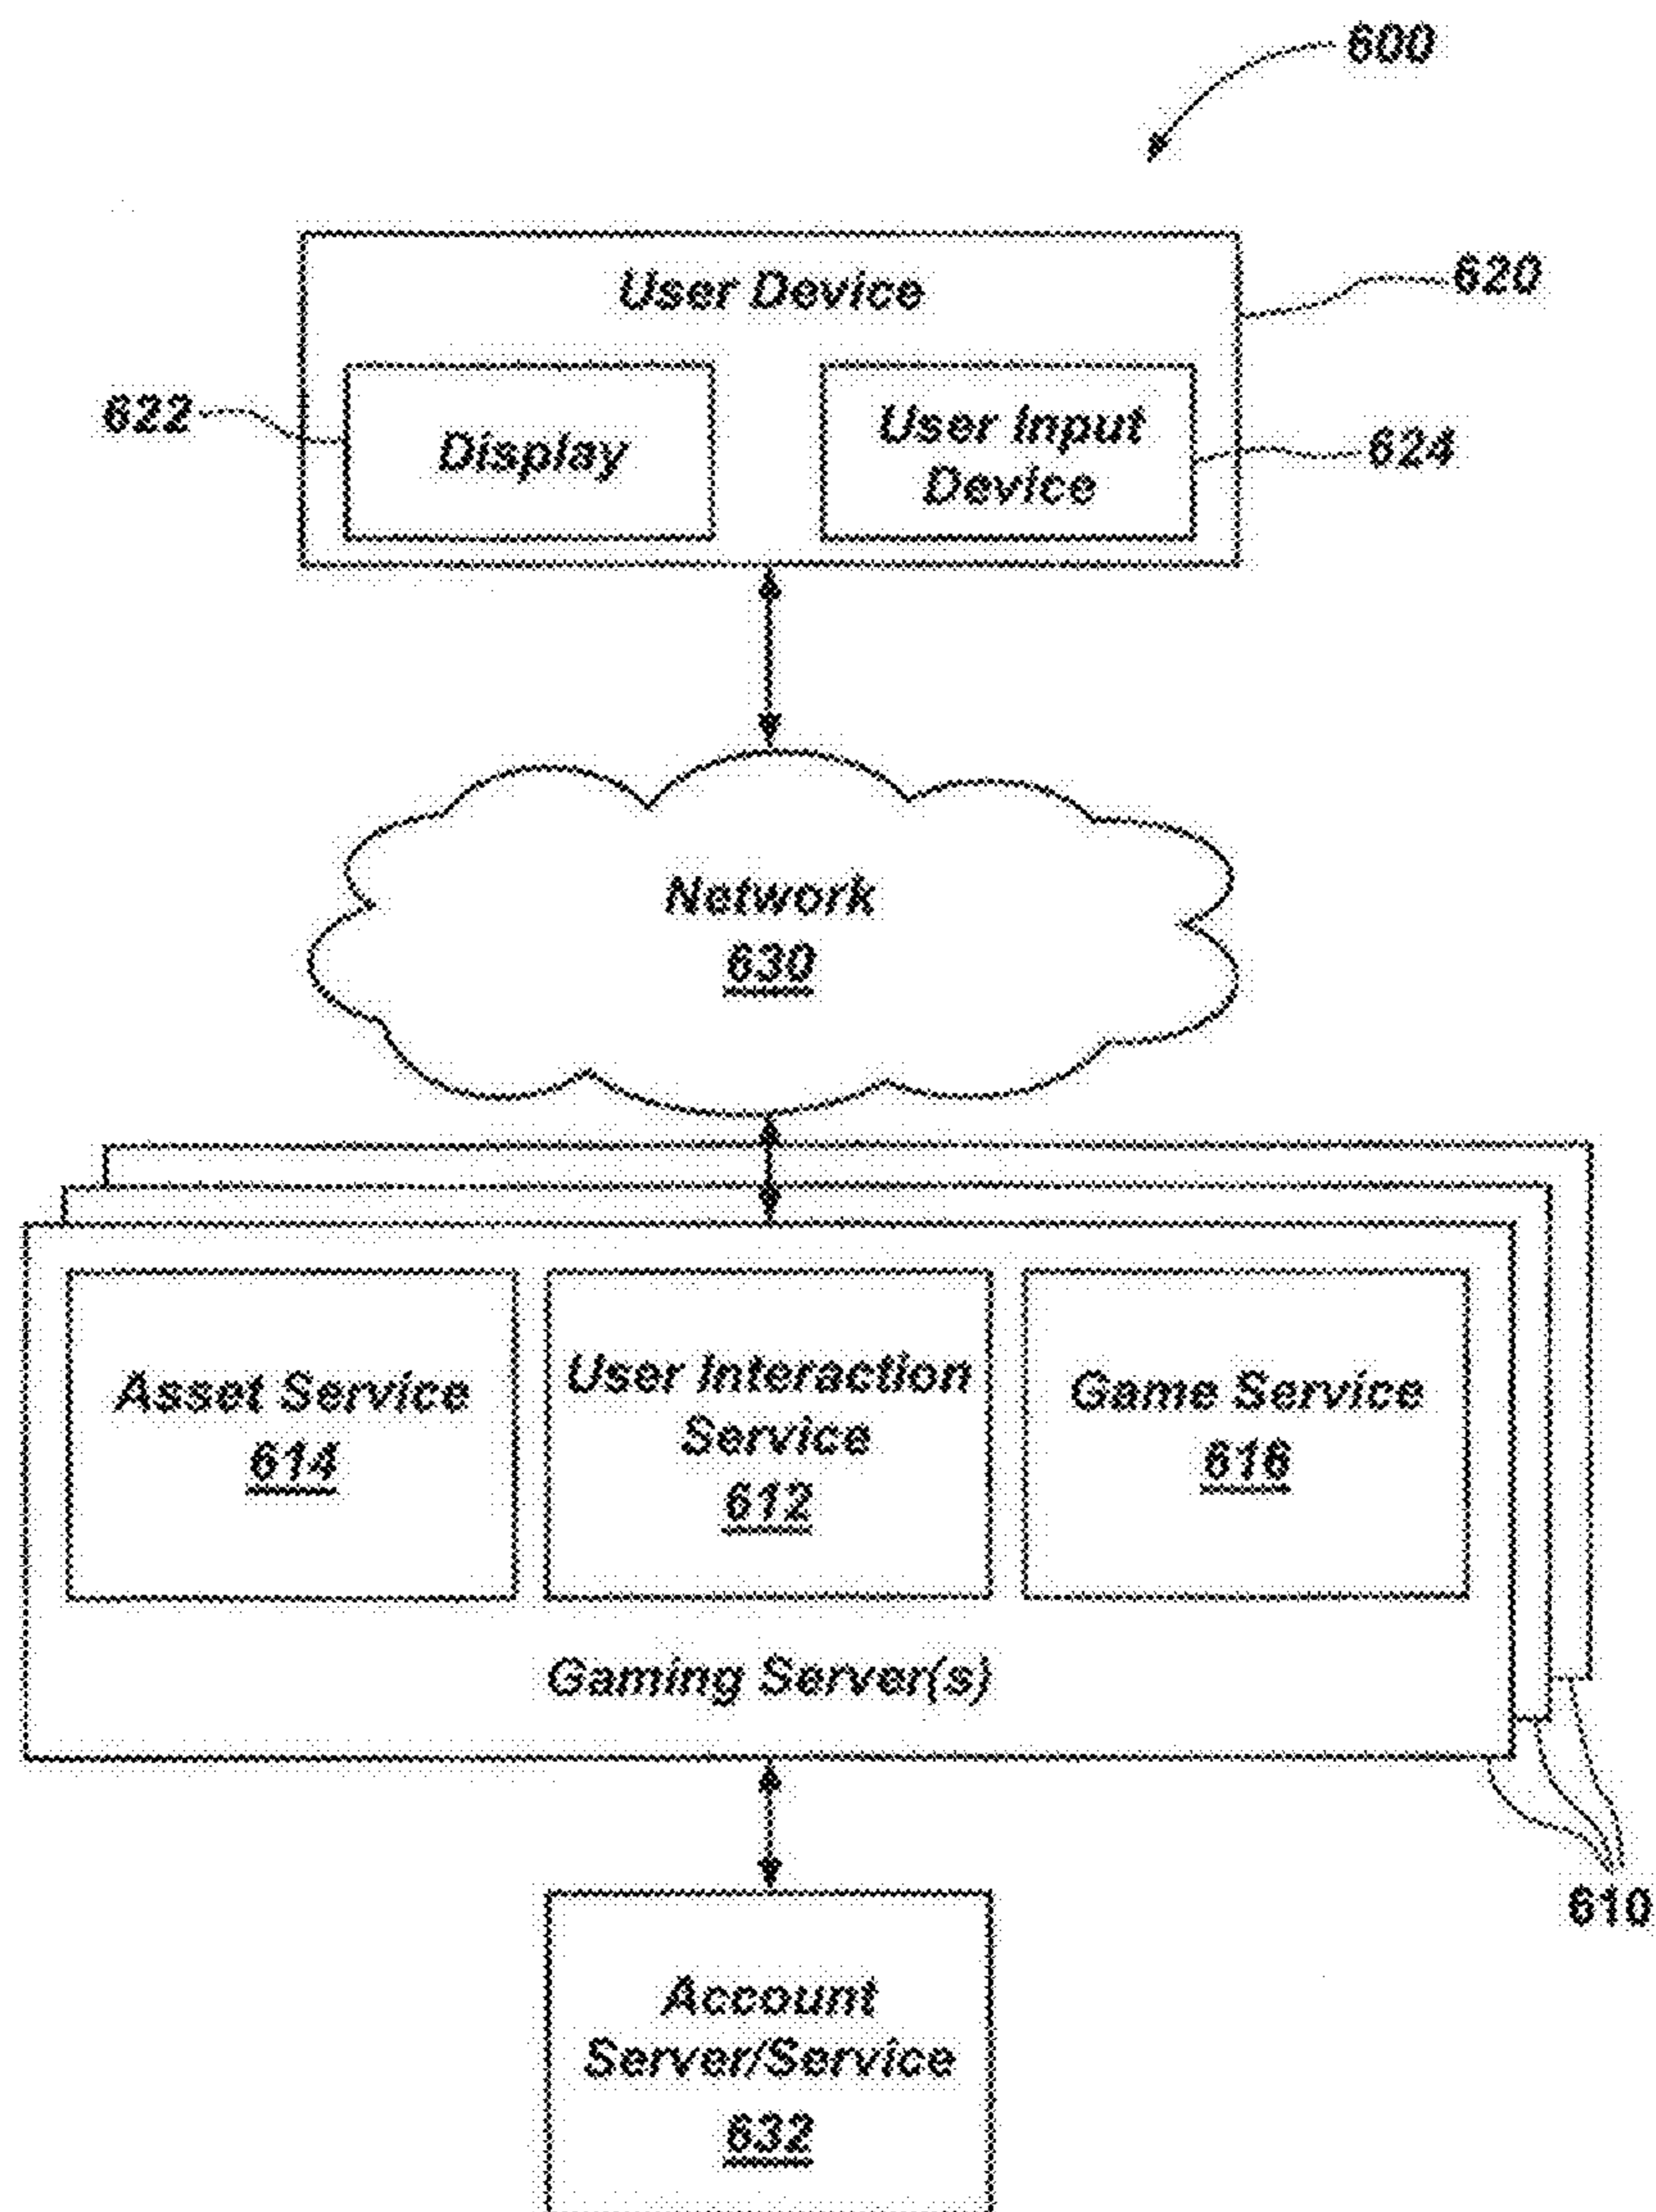 600
User Device
620
622
Display
User Input
Device
624
Network
630
Asset Service
614
User Interaction
Service
612
Game Service
616
Gaming Server(s)
610
Account
Server/Service
632